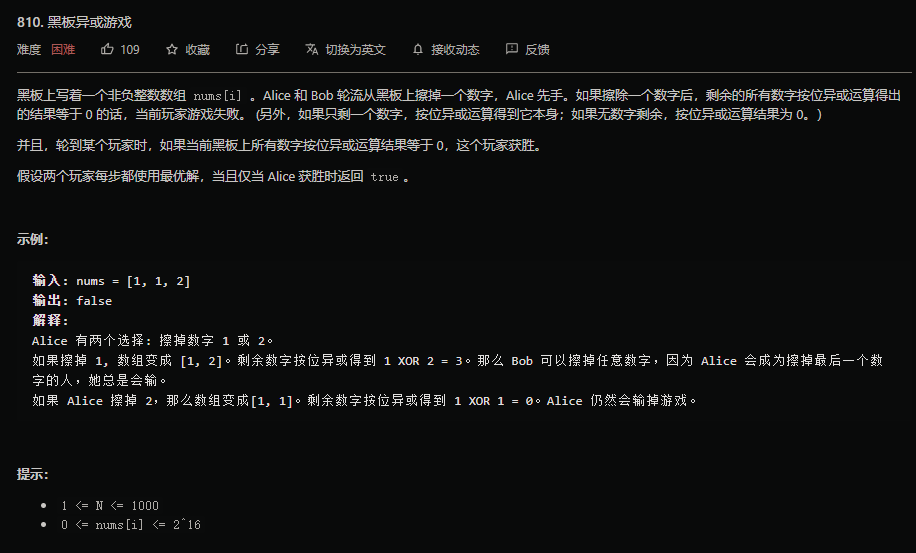 810. 黑板异或游戏
难度 困难 109 收藏 分享 切换为英文 接收动态 反馈
黑板上写着一个非负整数数组 nums[i] 。Alice 和 Bob 轮流从黑板上擦掉一个数字，Alice 先手。如果擦除一个数字后，剩余的所有数字按位异或运算得出
的结果等于 0 的话，当前玩家游戏失败。 (另外，如果只剩一个数字，按位异或运算得到它本身；如果无数字剩余，按位异或运算结果为 0。)
并且，轮到某个玩家时，如果当前黑板上所有数字按位异或运算结果等于 0，这个玩家获胜。
假设两个玩家每步都使用最优解，当且仅当 Alice 获胜时返回 true 。
示例：
输入: nums = [1, 1, 2]
输出: false
解释:
Alice 有两个选择: 擦掉数字 1 或 2。
如果擦掉 1, 数组变成 [1, 2]。剩余数字按位异或得到 1 XOR 2 = 3。那么 Bob 可以擦掉任意数字，因为 Alice 会成为擦掉最后一个数
字的人，她总是会输。
如果 Alice 擦掉 2，那么数组变成[1, 1]。剩余数字按位异或得到 1 XOR 1 = 0。Alice 仍然会输掉游戏。
提示：
• 1 <= N <= 1000
• 0 <= nums[i] <= 2^16